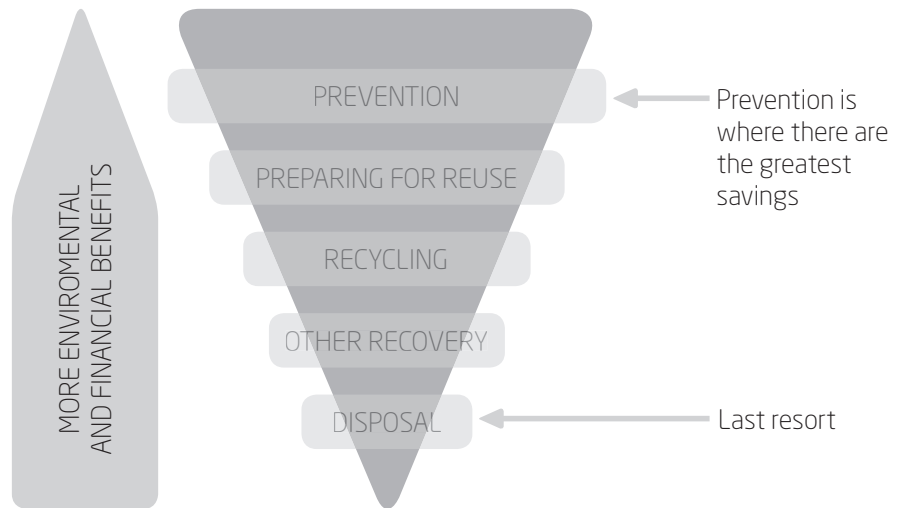 MORE ENVIROMENTAL
AND FINANCIAL BENEFITS
PREVENTION
Prevention is
where there are
the greatest
savings
PREPARING FOR REUSE
RECYCLING
OTHER RECOVERY
DISPOSAL
Last resort